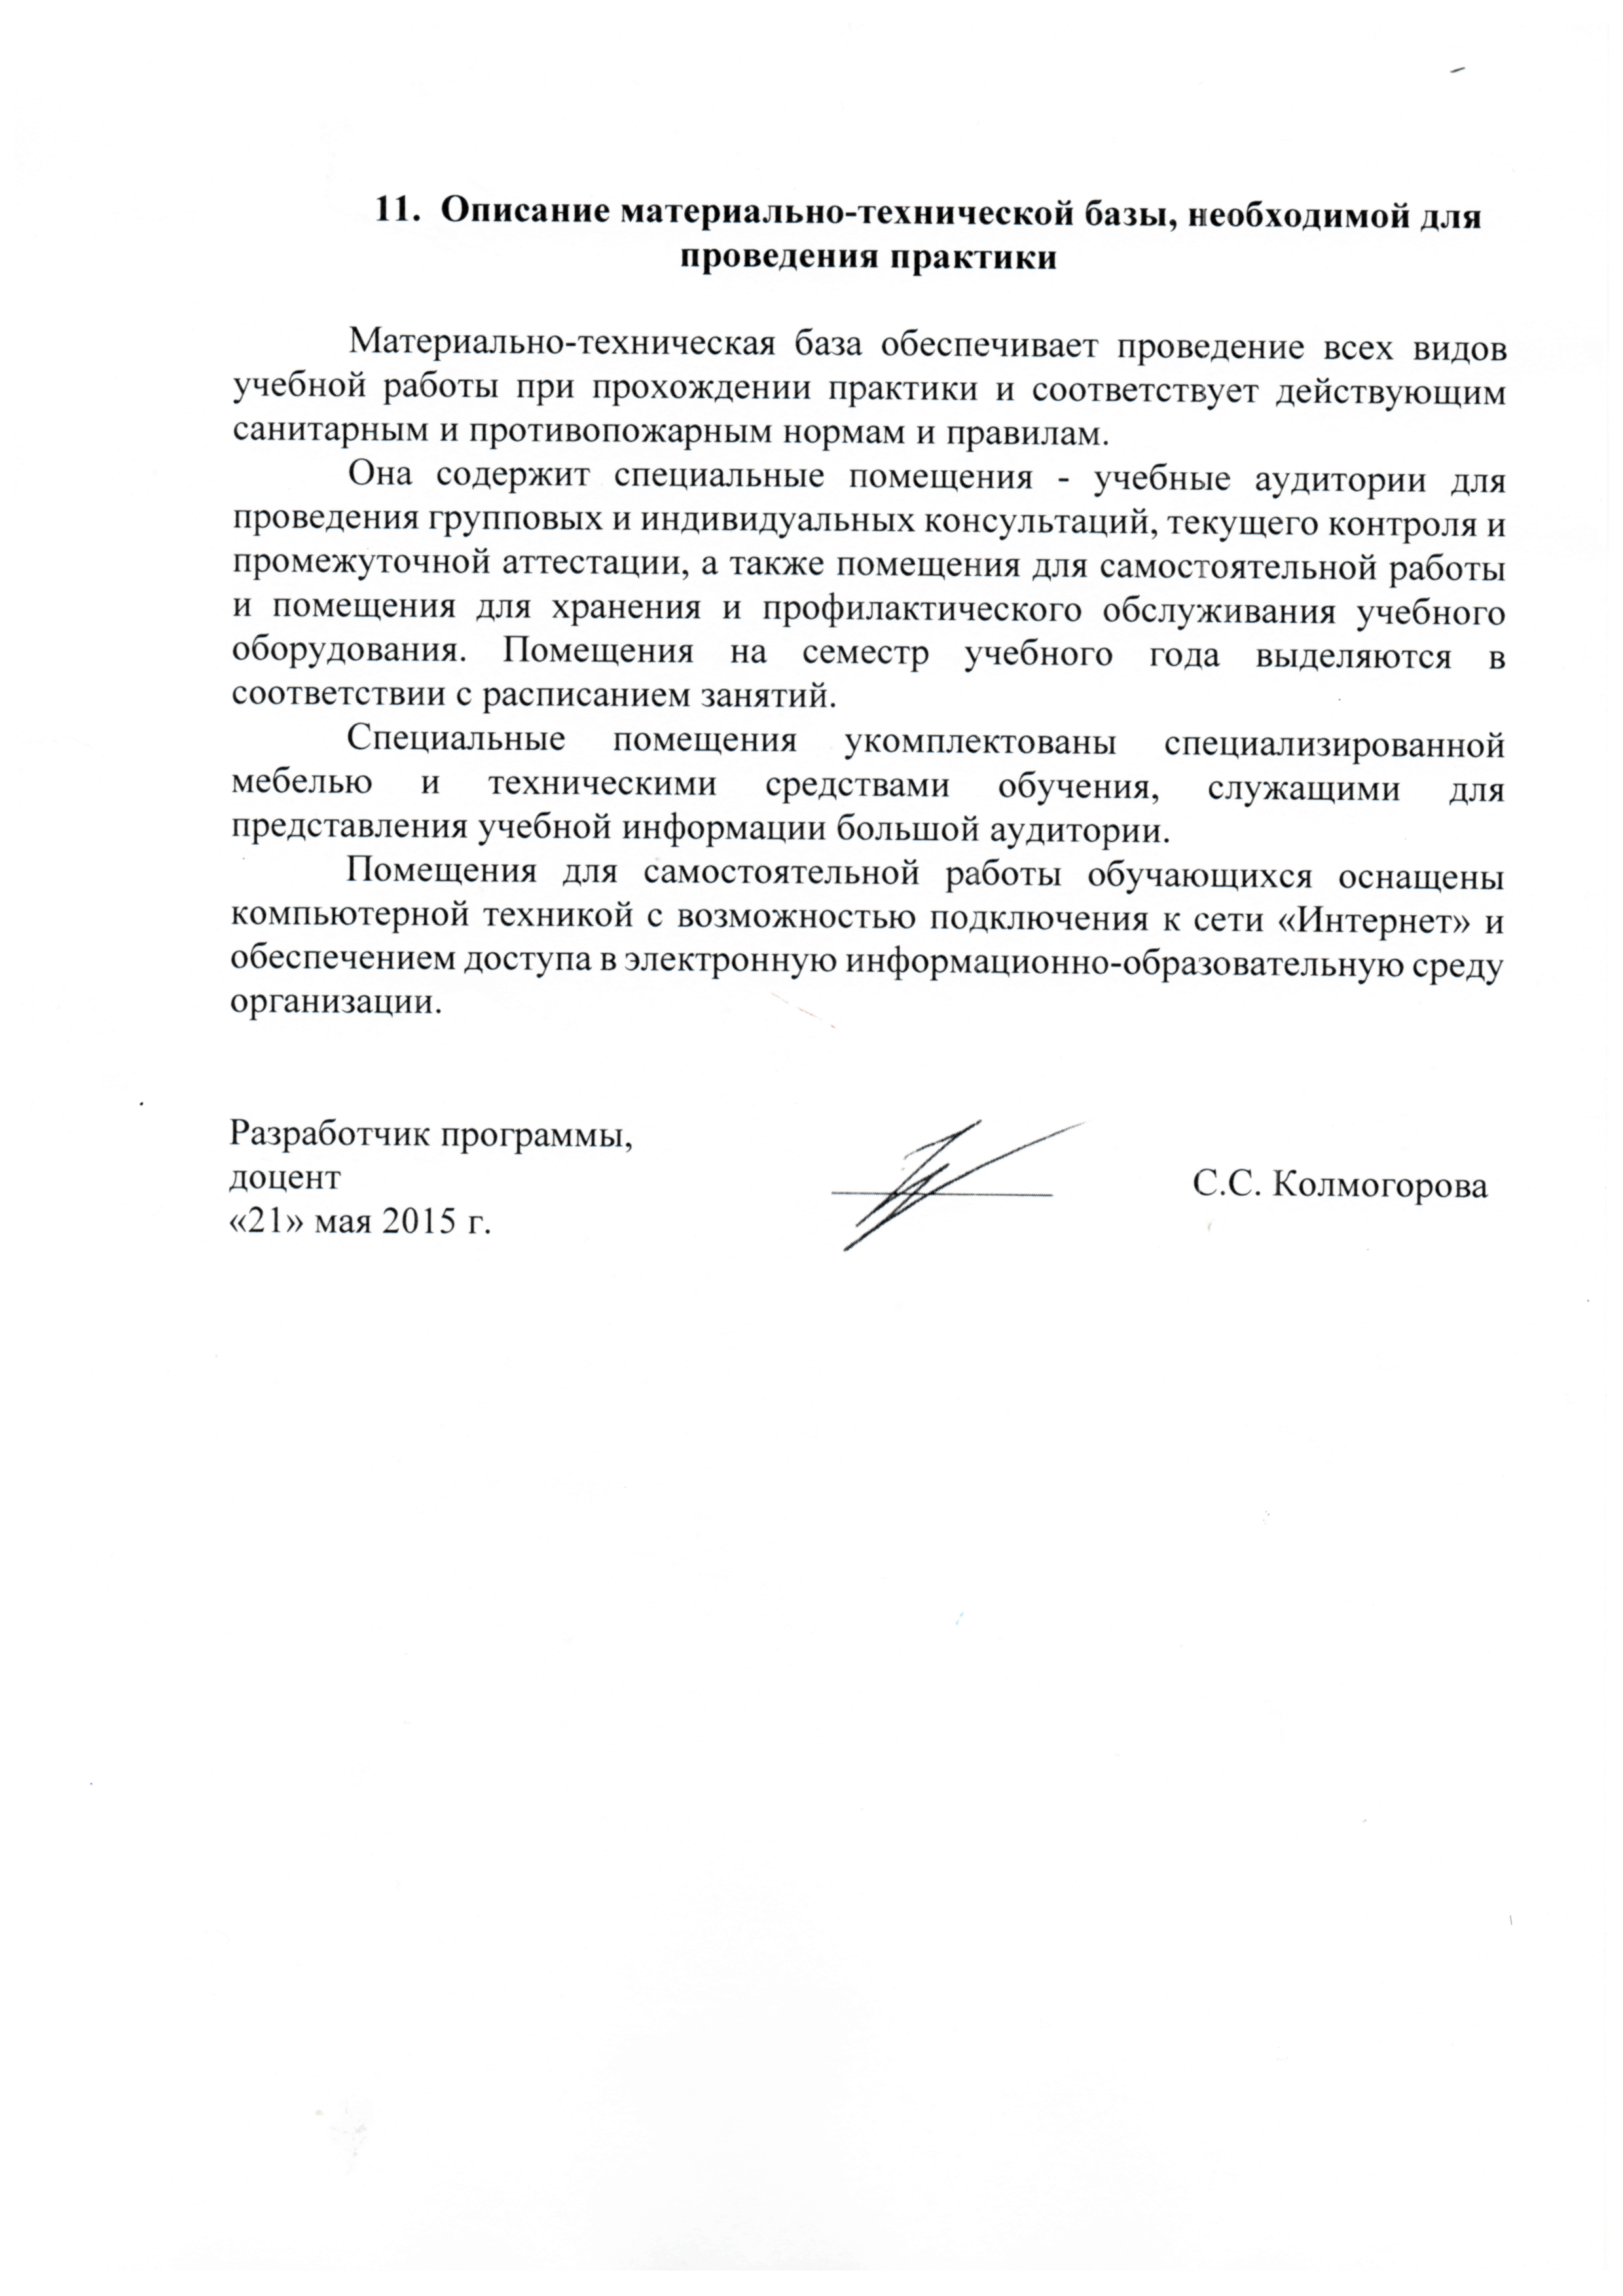 11. Описание материально-технической базы, необходимой для
проведения практики
Материально-техническая база обеспечивает проведение всех видов
учебной работы при прохождении практики и соответствует действующим
санитарным и противопожарным нормам и правилам.
Она содержит специальные помещения - учебные аудитории для
проведения групповых и индивидуальных консультаций, текущего контроля и
промежуточной аттестации, а также помещения для самостоятельной работы
и помещения для хранения и профилактического обслуживания учебного
оборудования. Помещения на семестр учебного года выделяются в
соответствии с расписанием занятий.
Специальные помещения укомплектованы специализированной
мебелью и техническими средствами обучения, служащими для
представления учебной информации большой аудитории.
Помещения для самостоятельной работы обучающихся оснащены
компьютерной техникой с возможностью подключения к сети «Интернет» и
обеспечением доступа в электронную информационно-образовательную среду
организации.
Разработчик программы,
доцент
С.С. Колмогорова
«21» мая 2015 г.